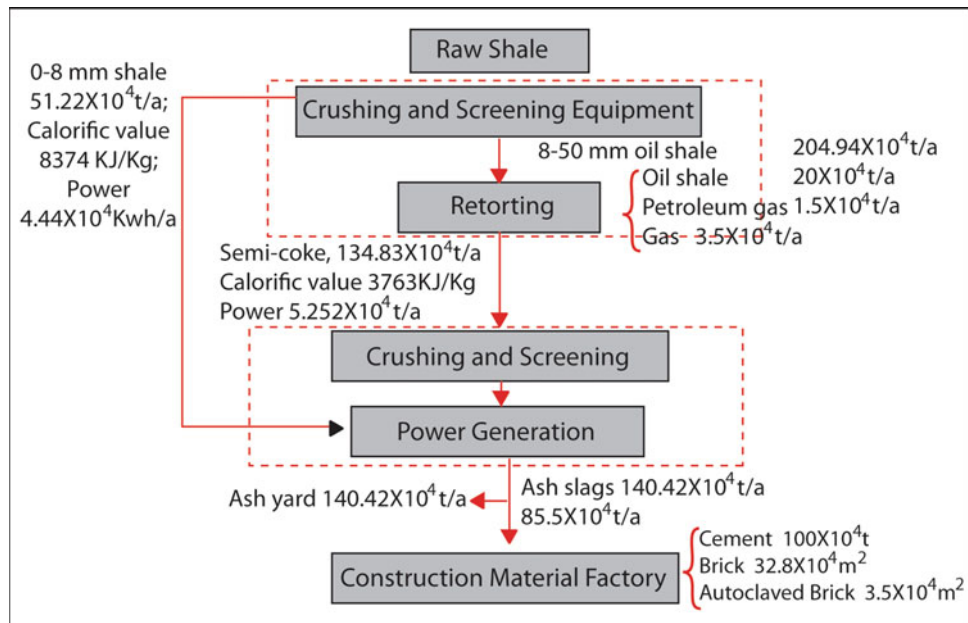 Raw Shale
0-8 mm shale
51.22X10⁴t/a;
Calorific value
8374 KJ/Kg;
Power
4.44X10⁴Kwh/a
Crushing and Screening Equipment
8-50 mm oil shale 204.94X10⁴t/a
Retorting
Oil shale 20X10⁴t/a
Petroleum gas 1.5X10⁴t/a
Gas 3.5X10⁴t/a
Semi-coke, 134.83X10⁴t/a
Calorific value 3763KJ/Kg
Power 5.252X10⁴t/a
Crushing and Screening
Power Generation
Ash yard 140.42X10⁴t/a
Ash slags 140.42X10⁴t/a
85.5X10⁴t/a
Construction Material Factory
Cement 100X10⁴t
Brick 32.8X10⁴m²
Autoclaved Brick 3.5X10⁴m²